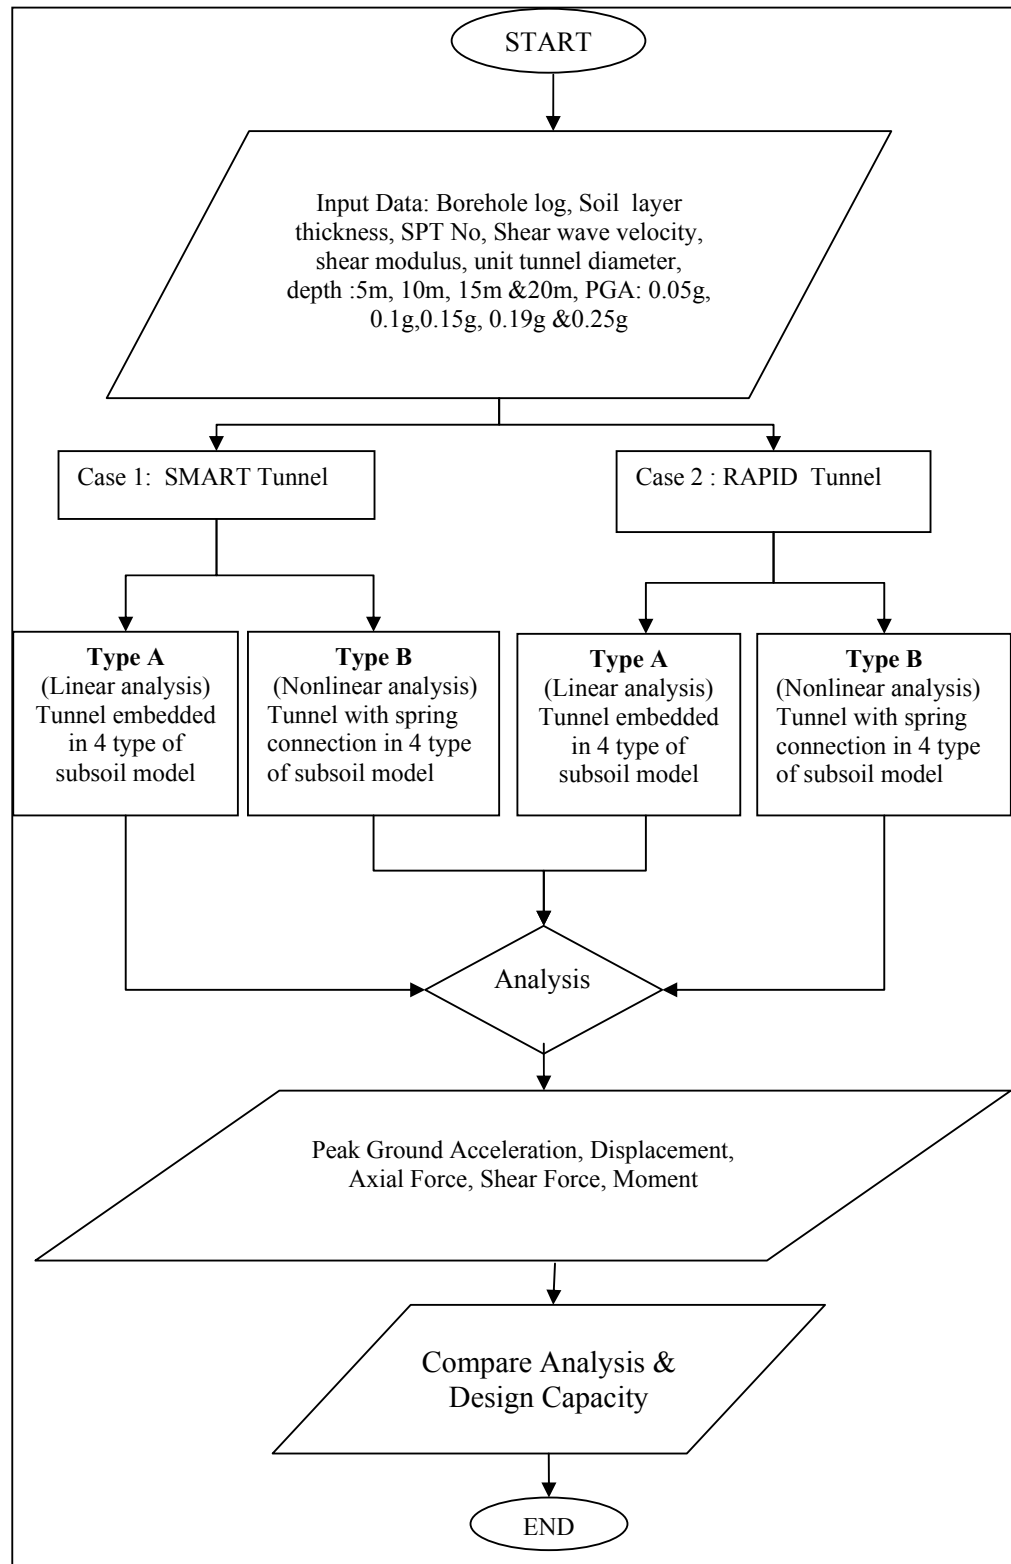 START
Input Data: Borehole log, Soil layer
thickness, SPT No, Shear wave velocity,
shear modulus, unit tunnel diameter,
depth :5m, 10m, 15m &20m, PGA: 0.05g,
0.1g,0.15g, 0.19g &0.25g
Case 1: SMART Tunnel
Case 2 : RAPID Tunnel
Type A
(Linear analysis)
Tunnel embedded
in 4 type of
subsoil model
Type B
(Nonlinear analysis)
Tunnel with spring
connection in 4 type
of subsoil model
Type A
(Linear analysis)
Tunnel embedded
in 4 type of
subsoil model
Type B
(Nonlinear analysis)
Tunnel with spring
connection in 4 type
of subsoil model
Analysis
Peak Ground Acceleration, Displacement,
Axial Force, Shear Force, Moment
Compare Analysis &
Design Capacity
END